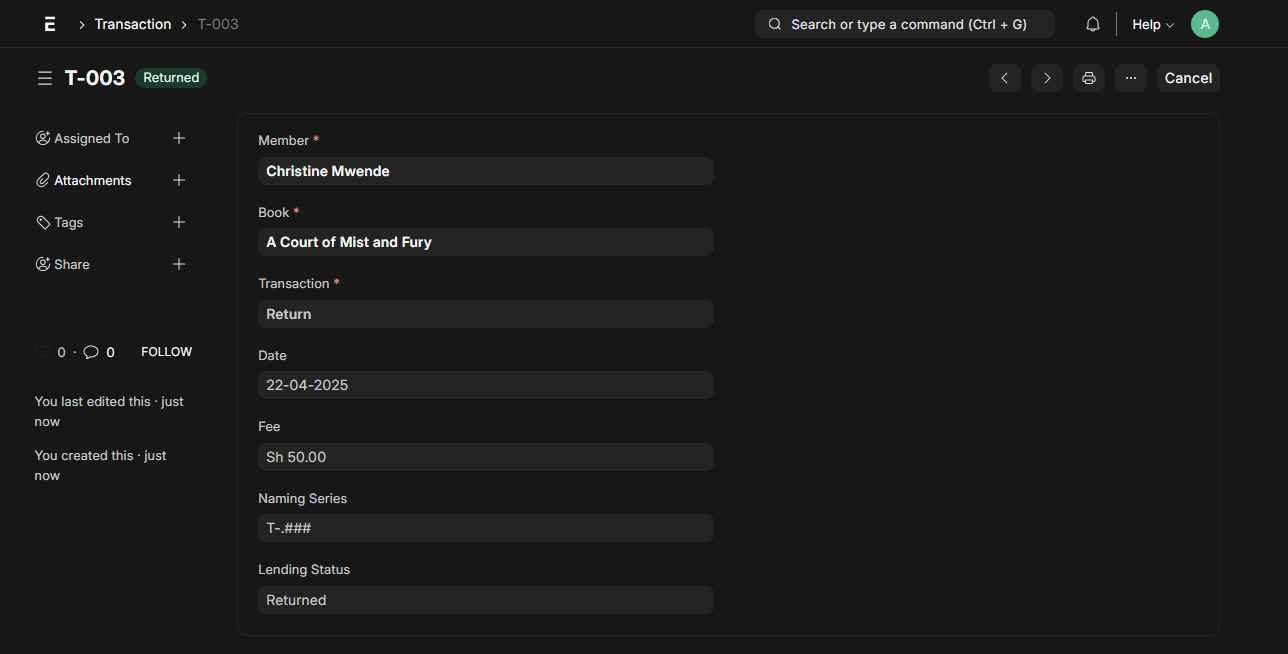 E
Transaction
T-003
Search or type a command (Ctrl + G)
Help
A
T-003
Returned
Cancel
Assigned To
Attachments
Tags
Share
0 · 0 FOLLOW
You last edited this · just
now
You created this · just
now
Member *
Christine Mwende
Book *
A Court of Mist and Fury
Transaction *
Return
Date
22-04-2025
Fee
Sh 50.00
Naming Series
T-.###
Lending Status
Returned